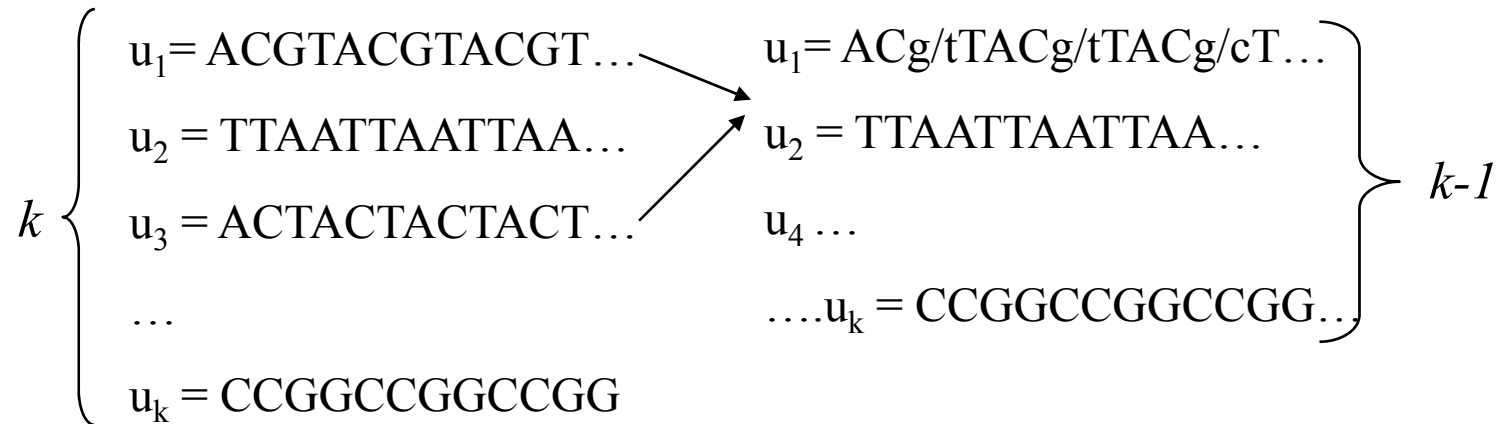 k
u₁= ACGTACGTACGT…
u₂ = TTAATTAATTAA…
u₃ = ACTACTACTACT…
…
uₖ = CCGGCCGGCCGG
u₁= ACg/tTACg/tTACg/cT…
u₂ = TTAATTAATTAA…
u₄ …
….uₖ = CCGGCCGGCCGG…
k-1